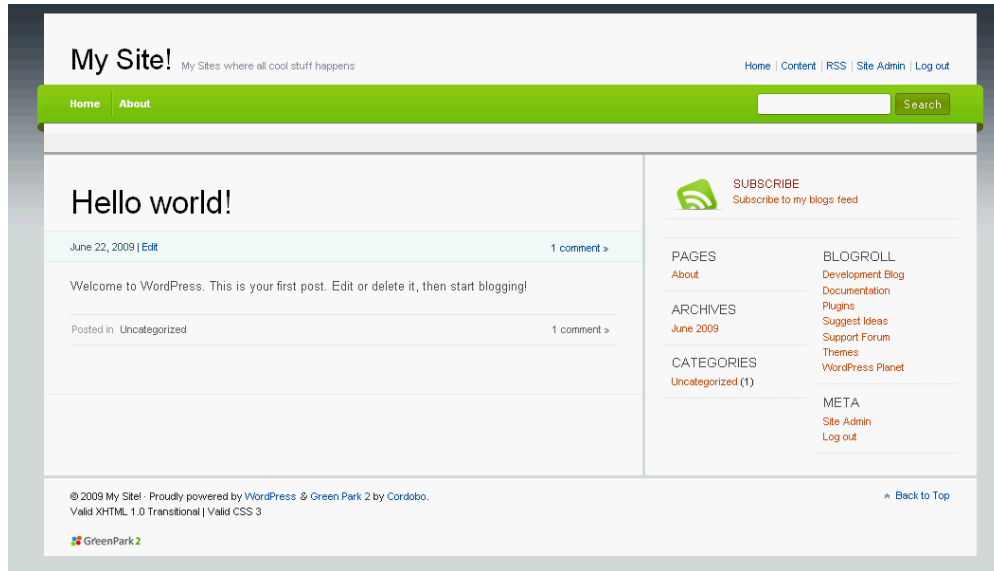 My Site! My Sites where all cool stuff happens
Home | Content | RSS | Site Admin | Log out
Home About
Search
Hello world!
June 22, 2009 | Edit
1 comment »
Welcome to WordPress. This is your first post. Edit or delete it, then start blogging!
Posted in Uncategorized
1 comment »
SUBSCRIBE
Subscribe to my blogs feed
PAGES
About
ARCHIVES
June 2009
CATEGORIES
Uncategorized (1)
BLOGROLL
Development Blog
Documentation
Plugins
Suggest Ideas
Support Forum
Themes
WordPress Planet
META
Site Admin
Log out
© 2009 My Site! · Proudly powered by WordPress & Green Park 2 by Cordobo.
Valid XHTML 1.0 Transitional | Valid CSS 3
Back to Top
GreenPark 2